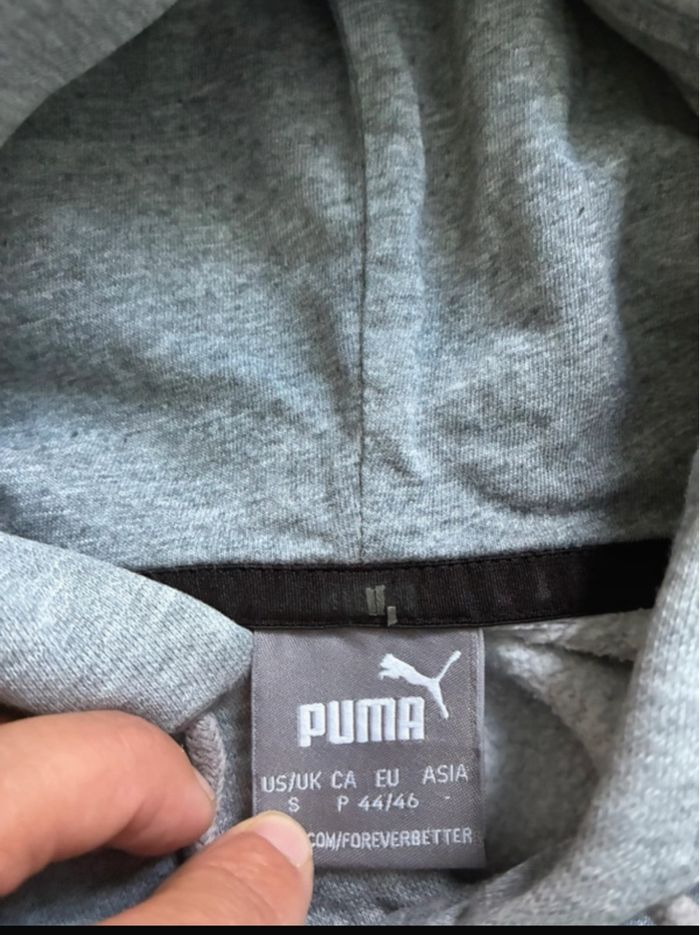 PUMA
US/UK CA EU ASIA
S P 44/46 -
COM/FOREVERBETTER